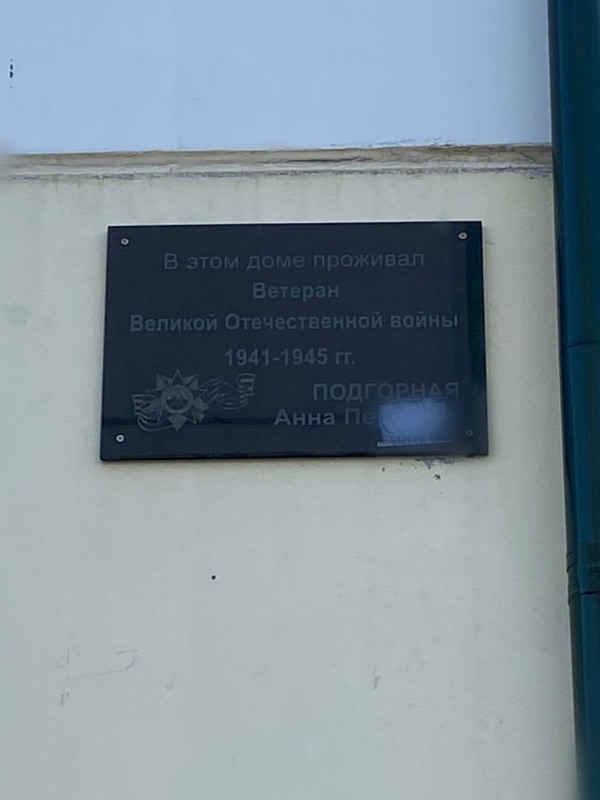 В этом доме проживал
Ветеран
Великой Отечественной войны
1941-1945 гг.
ПОДГОРНАЯ
Анна